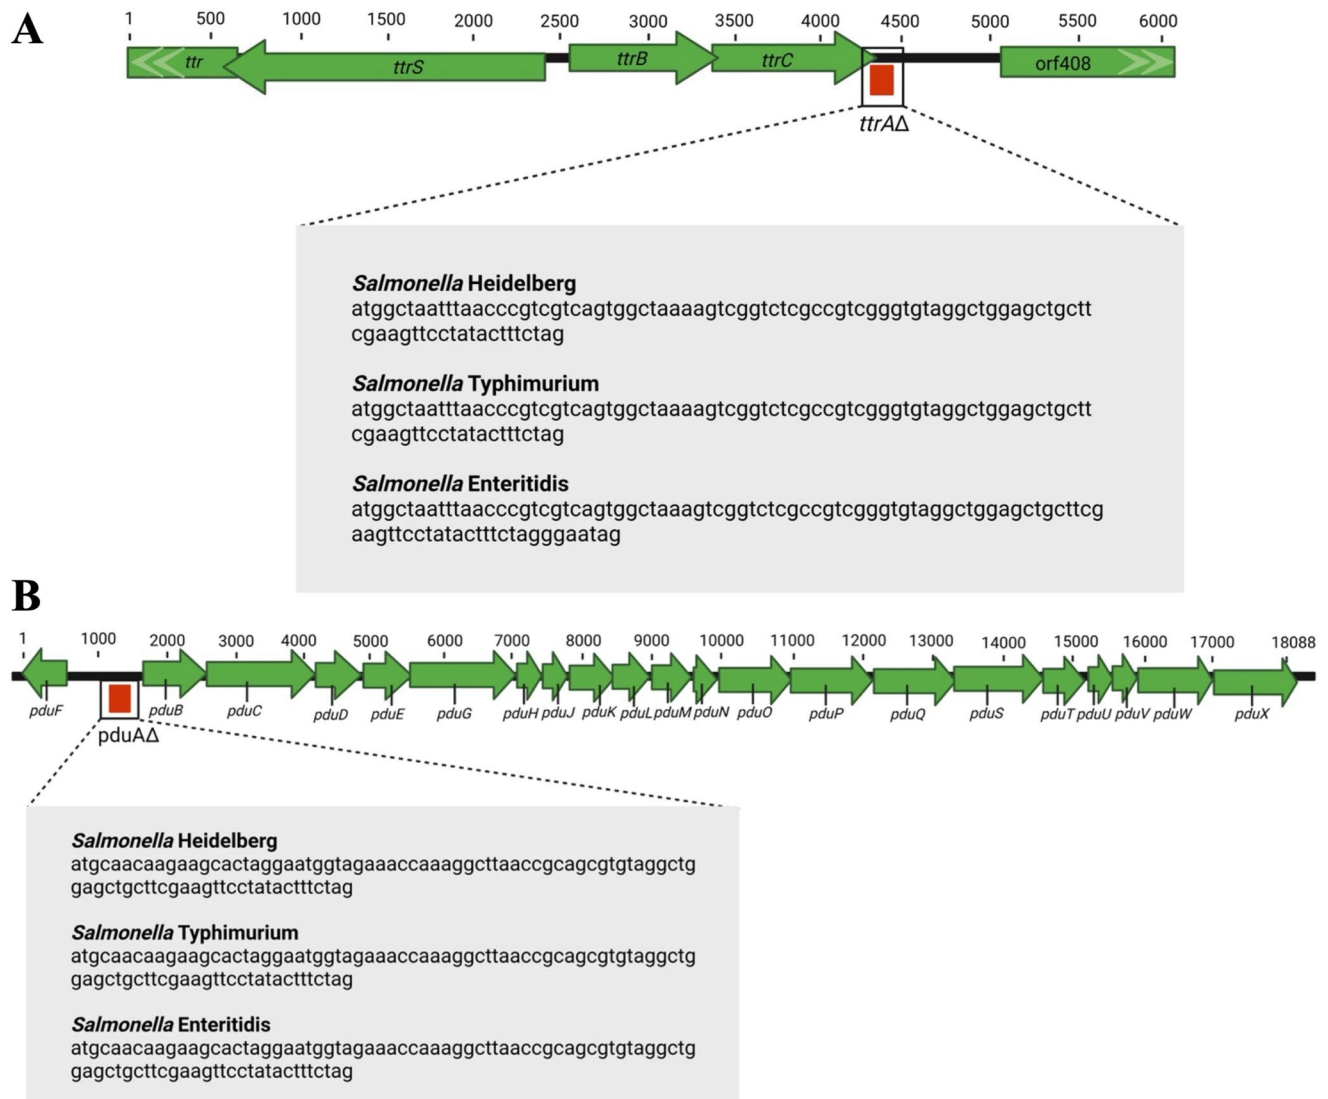 A
1 500 1000 1500 2000 2500 3000 3500 4000 4500 5000 5500 6000
ttr ttrS ttrB ttrC orf408
ttrAΔ
Salmonella Heidelberg
atggctaatttaacccgtcgtcagtggctaaaagtcggtctcgccgtcgggtgtaggctggagctgctt
cgaagttcctatactttctag
Salmonella Typhimurium
atggctaatttaacccgtcgtcagtggctaaaagtcggtctcgccgtcgggtgtaggctggagctgctt
cgaagttcctatactttctag
Salmonella Enteritidis
atggctaatttaacccgtcgtcagtggctaaagtcggtctcgccgtcgggtgtaggctggagctgcttcg
aagttcctatactttctagggaatag
B
1 1000 2000 3000 4000 5000 6000 7000 8000 9000 10000 11000 12000 13000 14000 15000 16000 17000 18088
pduF pduB pduC pduD pduE pduG pduH pduJ pduK pduL pduM pduN pduO pduP pduQ pduS pduT pduU pduV pduW pduX
pduAΔ
Salmonella Heidelberg
atgcaacaagaagcactaggaatggtagaaaccaaaggcttaaccgcagcgtgtaggctg
gagctgcttcgaagttcctatactttctag
Salmonella Typhimurium
atgcaacaagaagcactaggaatggtagaaaccaaaggcttaaccgcagcgtgtaggctg
gagctgcttcgaagttcctatactttctag
Salmonella Enteritidis
atgcaacaagaagcactaggaatggtagaaaccaaaggcttaaccgcagcgtgtaggctg
gagctgcttcgaagttcctatactttctag